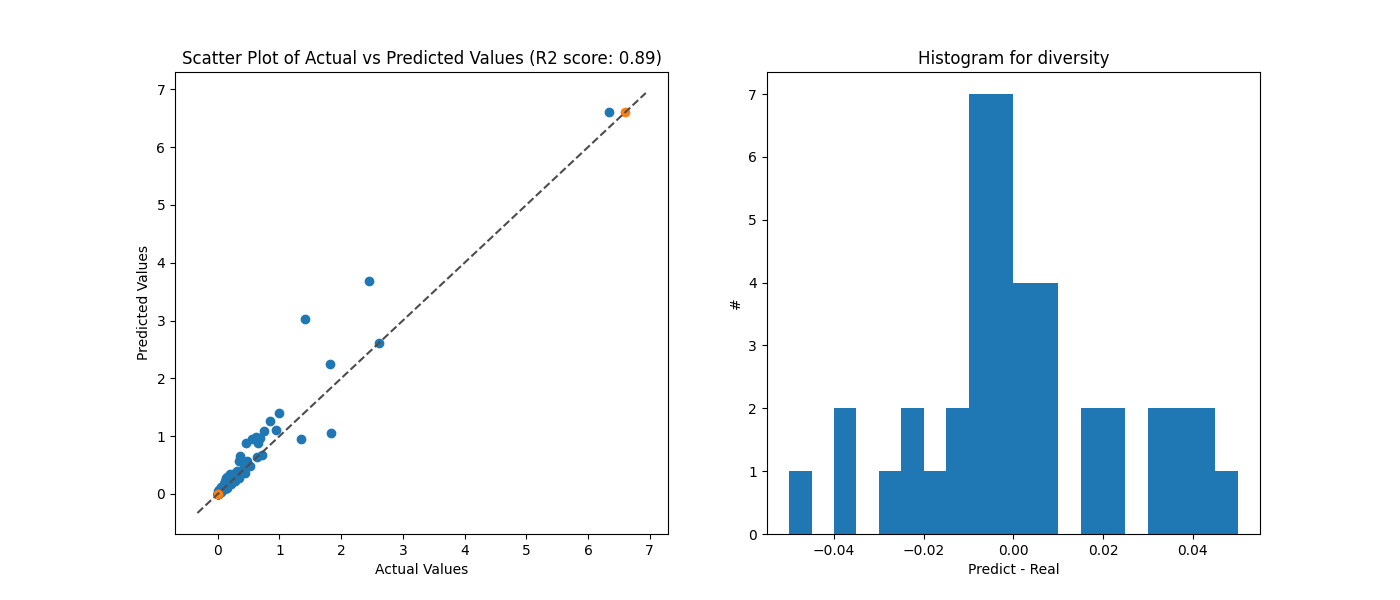 Scatter Plot of Actual vs Predicted Values (R2 score: 0.89)
7
6
5
4
3
2
1
0
Predicted Values
0 1 2 3 4 5 6 7
Actual Values
Histogram for diversity
7
6
5
4
3
2
1
0
#
−0.04 −0.02 0.00 0.02 0.04
Predict - Real